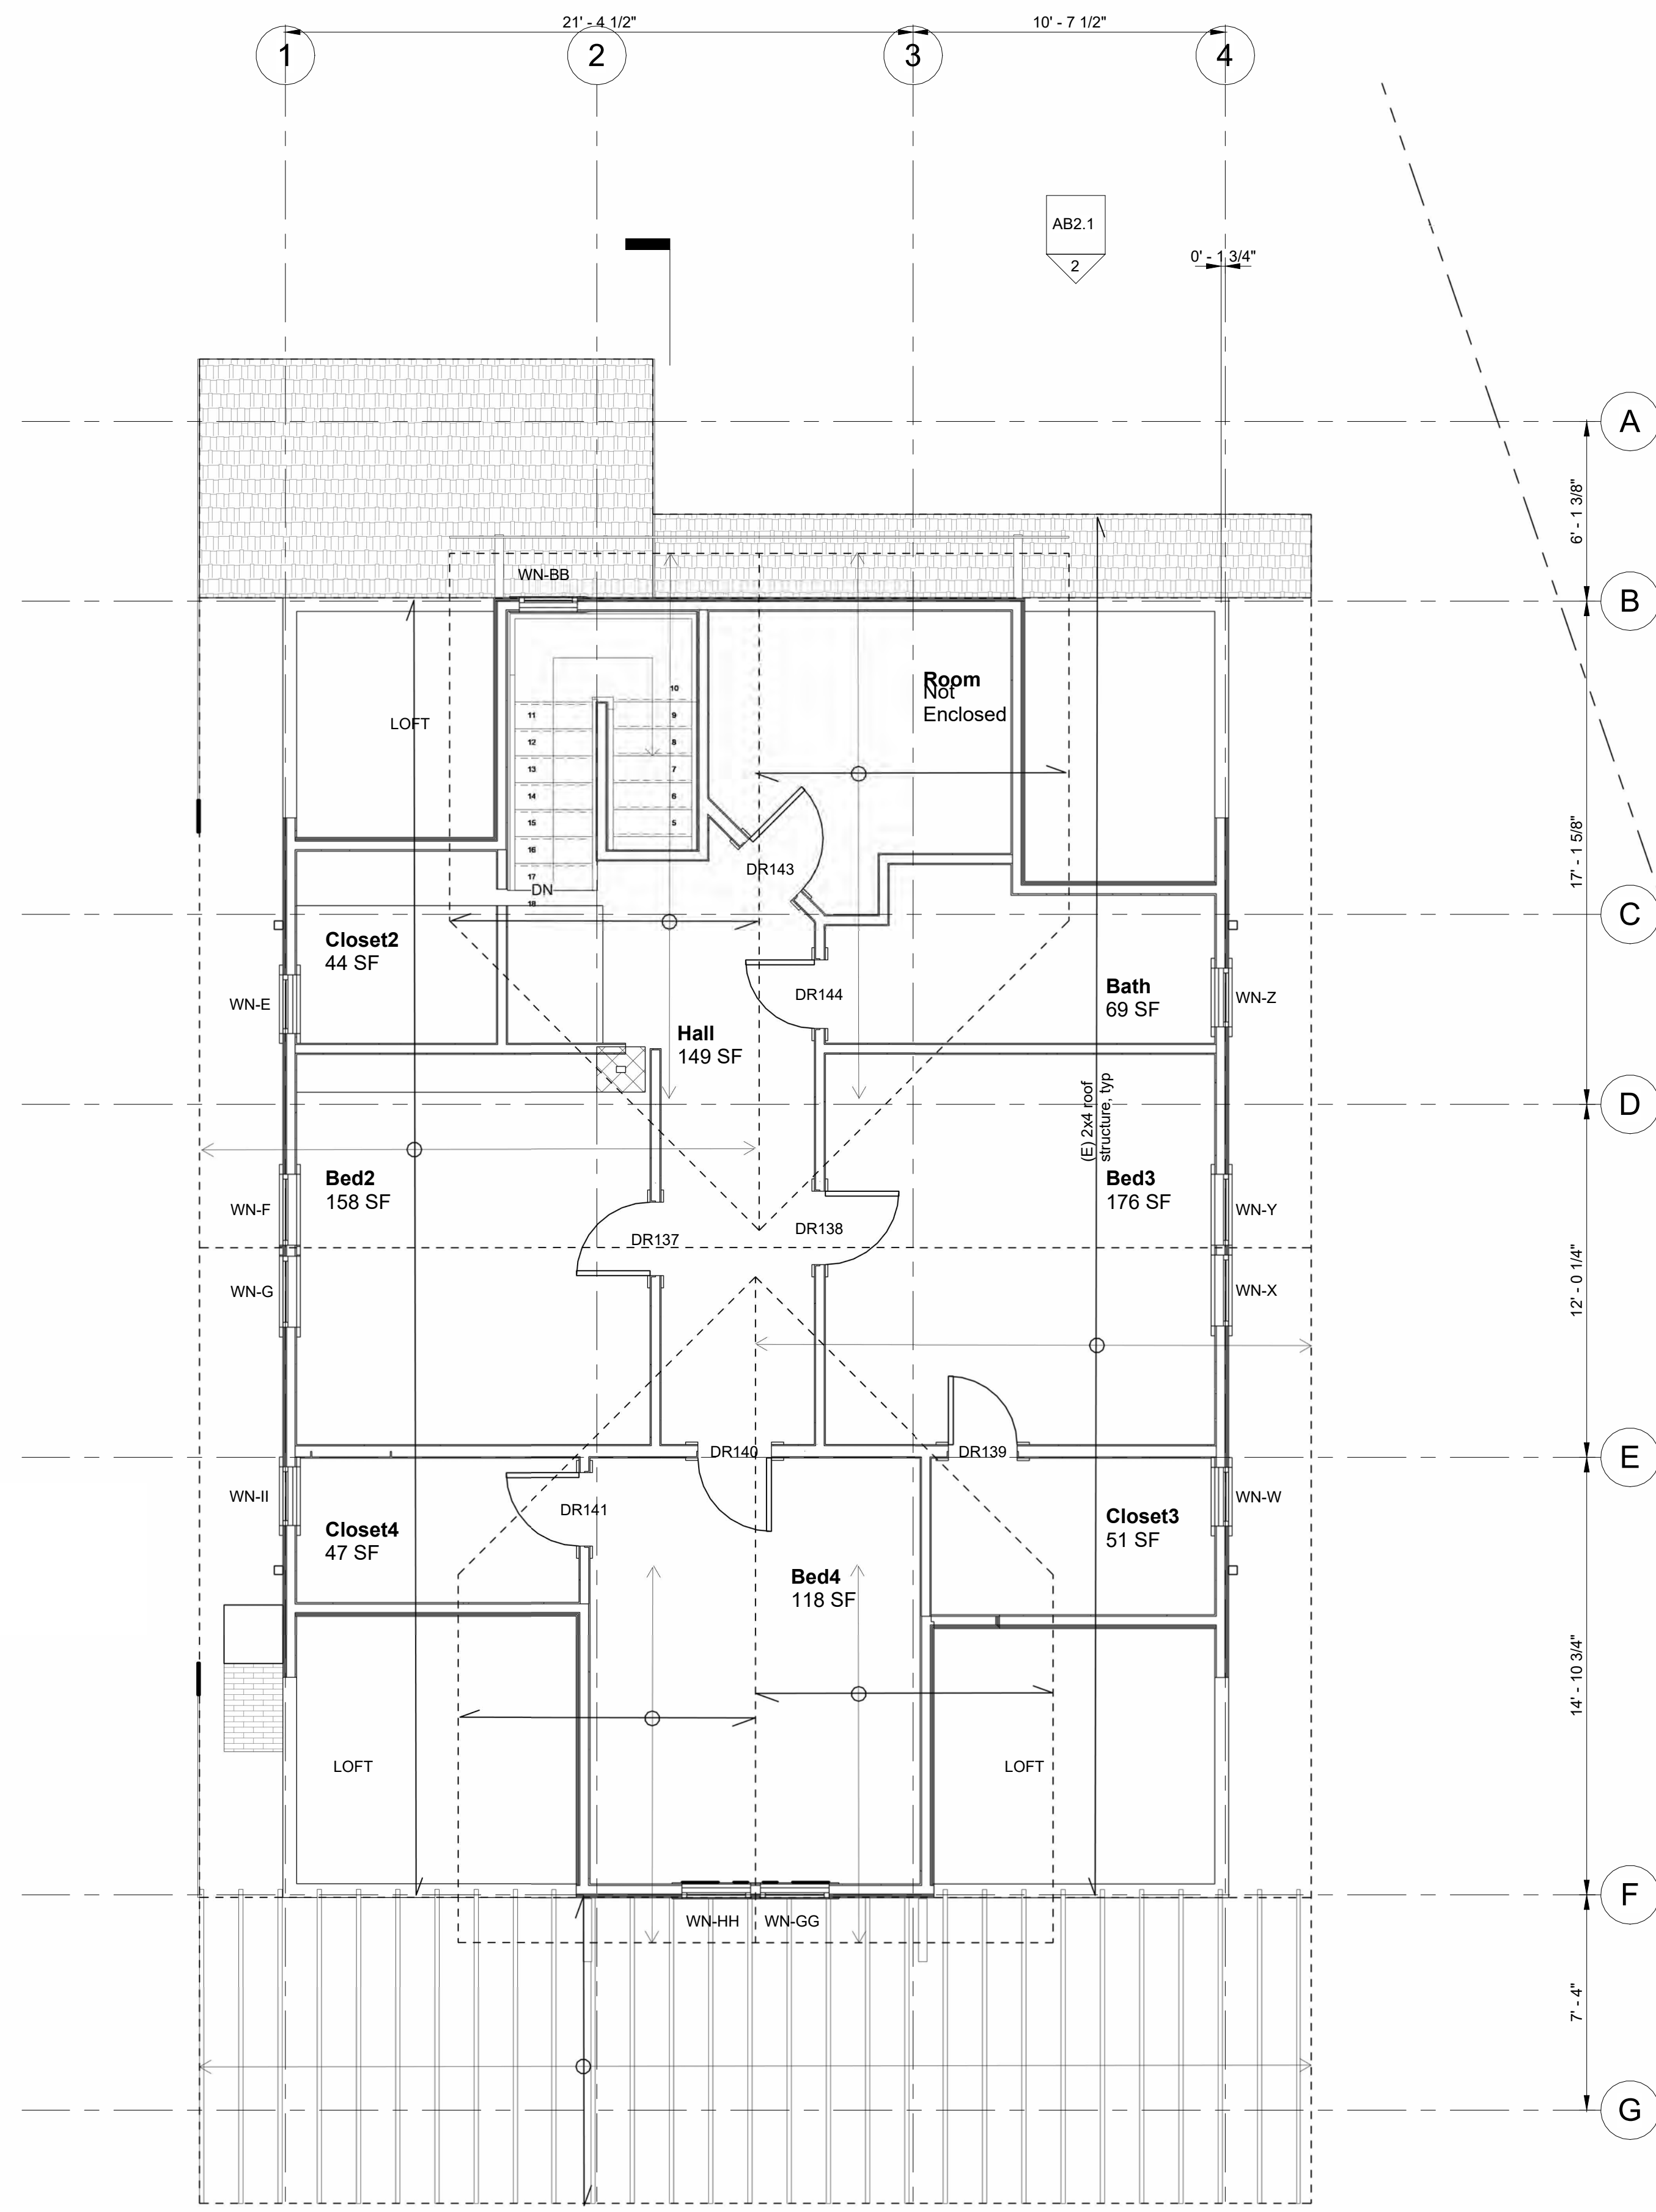 21' - 4 1/2"
10' - 7 1/2"
1
2
3
4
AB2.1
2
0' - 1 3/4"
A
6' - 1 3/8"
WN-BB
B
Room
Not
Enclosed
LOFT
10
11
9
12
8
13
7
14
6
15
5
16
17
DN
18
DR143
17' - 1 5/8"
C
Closet2
44 SF
WN-E
DR144
Bath
69 SF
WN-Z
Hall
149 SF
(E) 2x4 roof
structure, typ
D
Bed2
158 SF
Bed3
176 SF
WN-F
WN-Y
DR137
DR138
WN-G
WN-X
12' - 0 1/4"
DR140
DR139
E
WN-II
WN-W
DR141
Closet4
47 SF
Closet3
51 SF
Bed4
118 SF
14' - 10 3/4"
LOFT
LOFT
F
WN-HH
WN-GG
7' - 4"
G